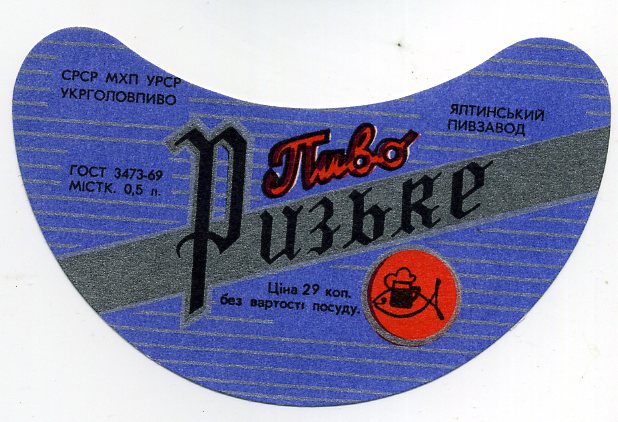 СРСР МХП УРСР
УКРГОЛОВПИВО
ЯЛТИНСЬКИЙ
ПИВЗАВОД
ГОСТ 3473-69
МІСТК. 0,5 л.
Пиво
Ризьке
Ціна 29 коп.
без вартості посуду.